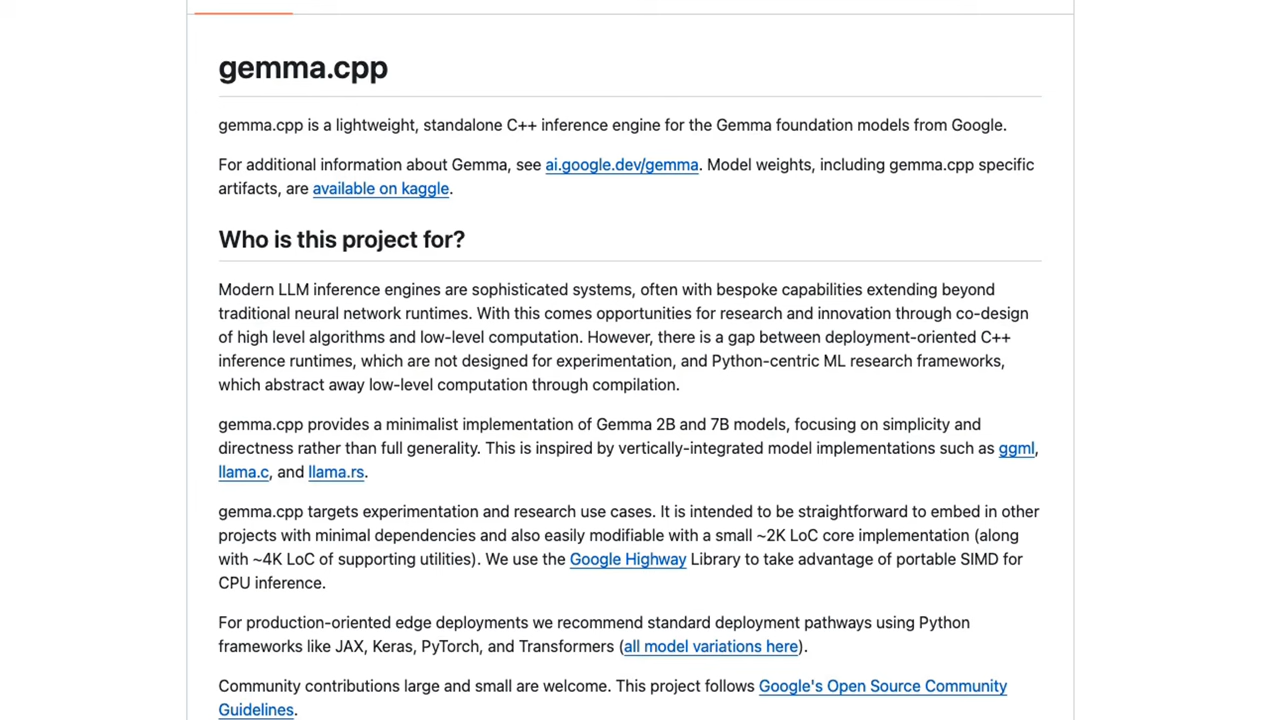 gemma.cpp
gemma.cpp is a lightweight, standalone C++ inference engine for the Gemma foundation models from Google.
For additional information about Gemma, see ai.google.dev/gemma. Model weights, including gemma.cpp specific
artifacts, are available on kaggle.
Who is this project for?
Modern LLM inference engines are sophisticated systems, often with bespoke capabilities extending beyond
traditional neural network runtimes. With this comes opportunities for research and innovation through co-design
of high level algorithms and low-level computation. However, there is a gap between deployment-oriented C++
inference runtimes, which are not designed for experimentation, and Python-centric ML research frameworks,
which abstract away low-level computation through compilation.
gemma.cpp provides a minimalist implementation of Gemma 2B and 7B models, focusing on simplicity and
directness rather than full generality. This is inspired by vertically-integrated model implementations such as ggml,
llama.c, and llama.rs.
gemma.cpp targets experimentation and research use cases. It is intended to be straightforward to embed in other
projects with minimal dependencies and also easily modifiable with a small ~2K LoC core implementation (along
with ~4K LoC of supporting utilities). We use the Google Highway Library to take advantage of portable SIMD for
CPU inference.
For production-oriented edge deployments we recommend standard deployment pathways using Python
frameworks like JAX, Keras, PyTorch, and Transformers (all model variations here).
Community contributions large and small are welcome. This project follows Google's Open Source Community
Guidelines.